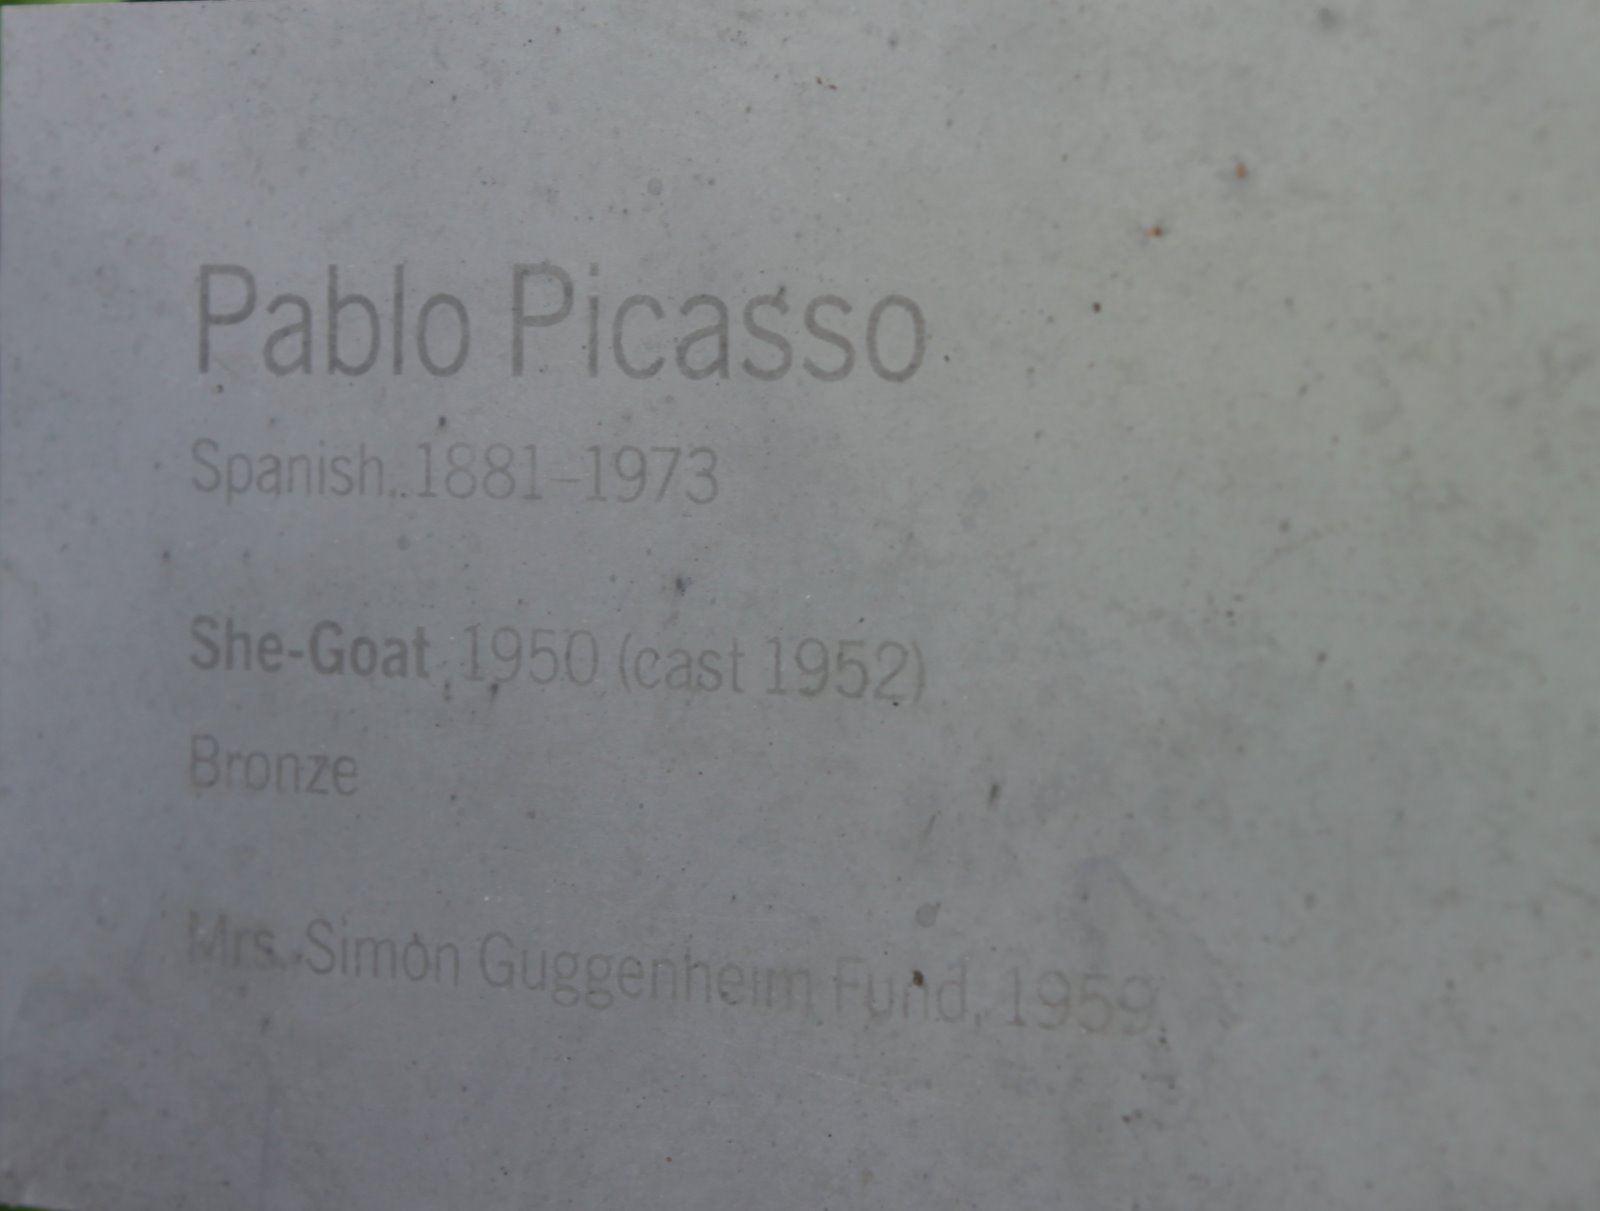 Pablo Picasso
Spanish, 1881–1973
She-Goat, 1950 (cast 1952)
Bronze
Mrs. Simon Guggenheim Fund, 1959